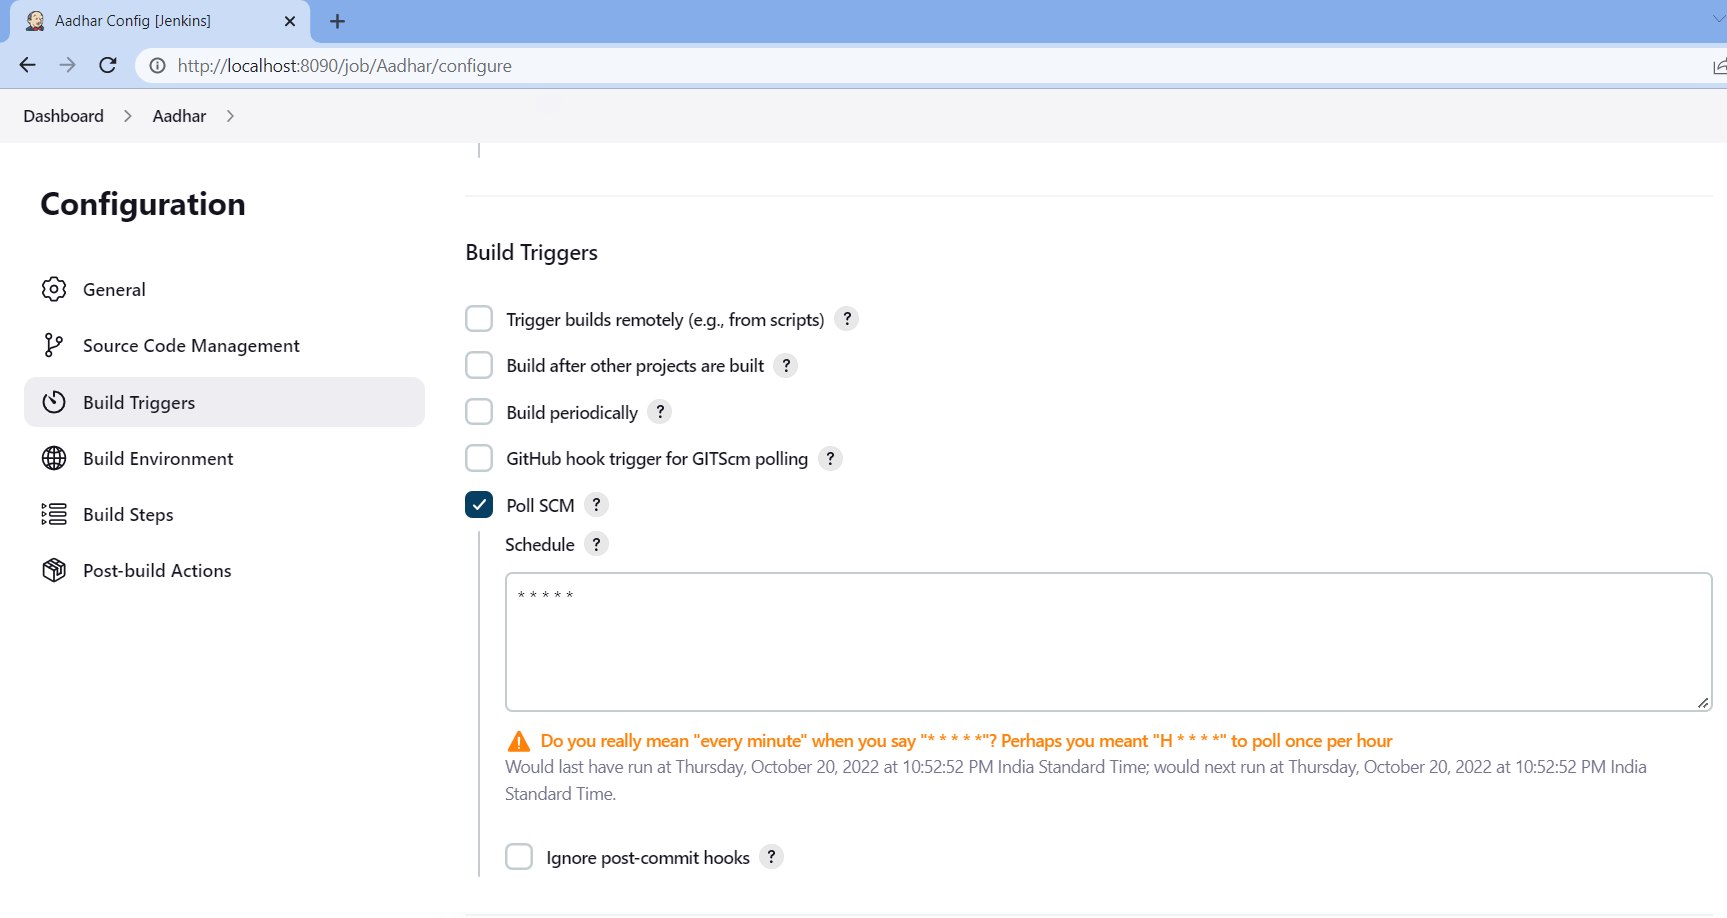 Aadhar Config [Jenkins]
http://localhost:8090/job/Aadhar/configure
Dashboard
Aadhar
Configuration
General
Source Code Management
Build Triggers
Build Environment
Build Steps
Post-build Actions
Build Triggers
Trigger builds remotely (e.g., from scripts) ?
Build after other projects are built ?
Build periodically ?
GitHub hook trigger for GITScm polling ?
Poll SCM ?
Schedule ?
* * * * *
Do you really mean "every minute" when you say "* * * * *"? Perhaps you meant "H * * * *" to poll once per hour
Would last have run at Thursday, October 20, 2022 at 10:52:52 PM India Standard Time; would next run at Thursday, October 20, 2022 at 10:52:52 PM India
Standard Time.
Ignore post-commit hooks ?